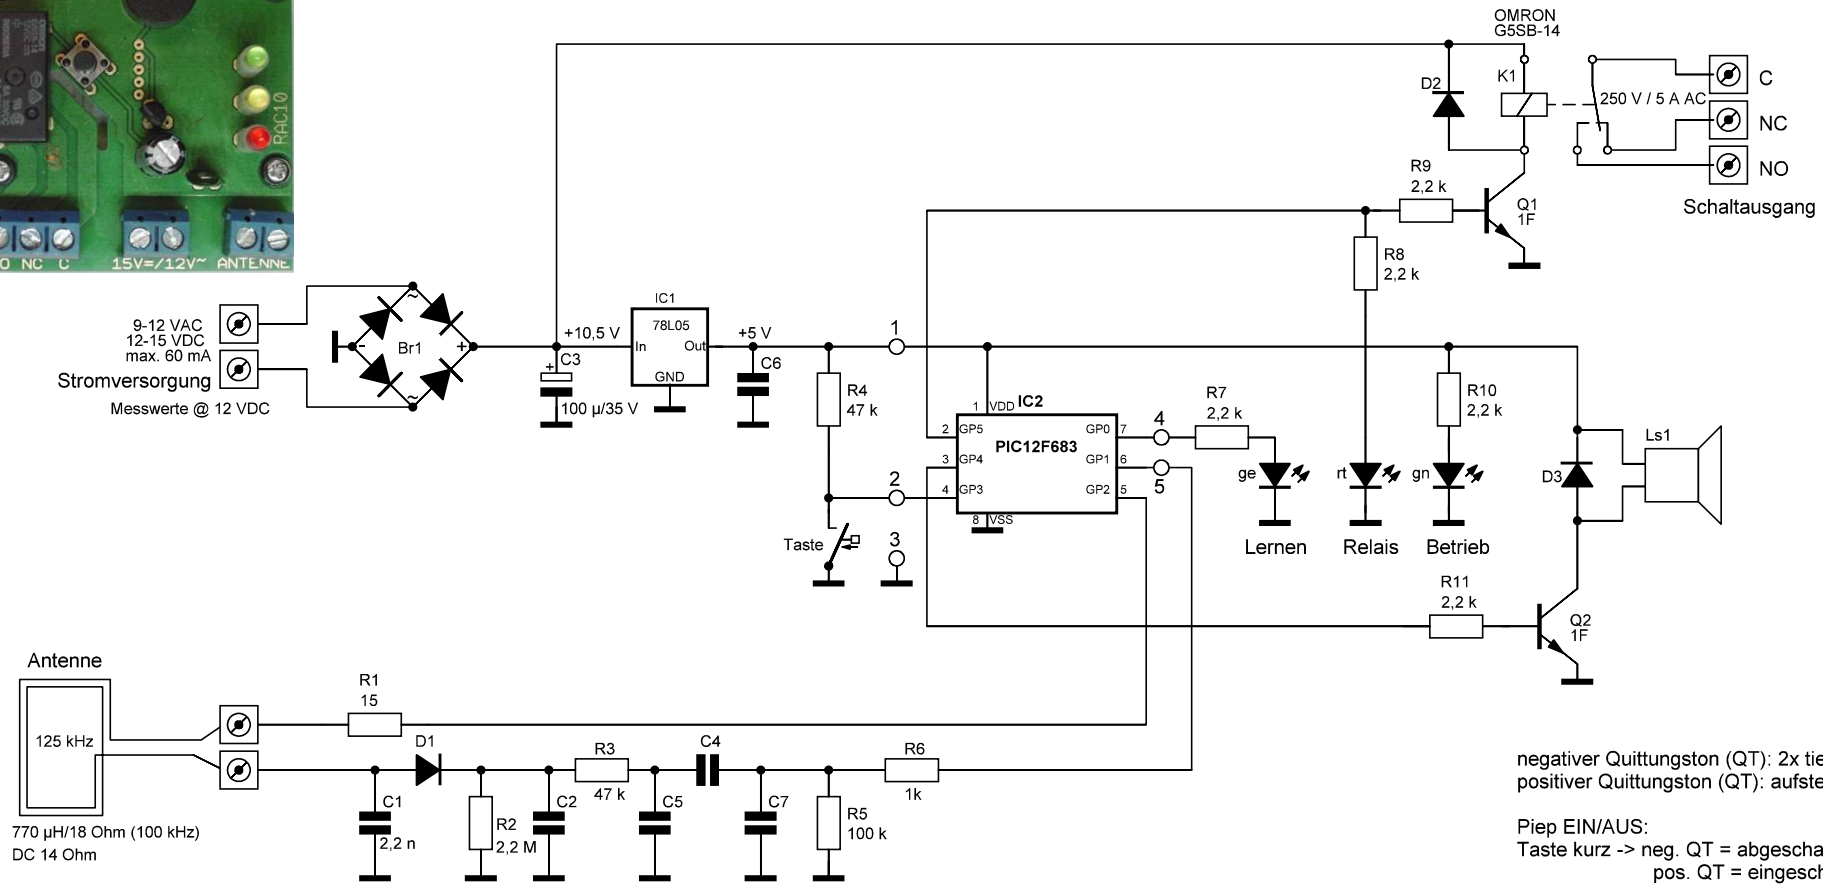 RAC10
O NC C
15V=/12V~
ANTENNE
OMRON
G5SB-14
D2
K1
250 V / 5 A AC
C
NC
NO
Schaltausgang
R9
2,2 k
Q1
1F
R8
2,2 k
9-12 VAC
12-15 VDC
max. 60 mA
Stromversorgung
Messwerte @ 12 VDC
~
-
Br1
+
~
+10,5 V
+
C3
100 µ/35 V
IC1
78L05
In
Out
GND
+5 V
C6
R4
47 k
1
2
3
Taste
1
VDD
IC2
PIC12F683
2
GP5
3
GP4
4
GP3
GP0
7
GP1
6
GP2
5
8
VSS
4
5
R7
2,2 k
ge
rt
gn
R10
2,2 k
Lernen
Relais
Betrieb
D3
Ls1
R11
2,2 k
Q2
1F
Antenne
125 kHz
770 µH/18 Ohm (100 kHz)
DC 14 Ohm
R1
15
D1
C1
2,2 n
R2
2,2 M
C2
R3
47 k
C5
C4
C7
R5
100 k
R6
1k
negativer Quittungston (QT): 2x tie
positiver Quittungston (QT): aufste
Piep EIN/AUS:
Taste kurz -> neg. QT = abgescha
pos. QT = eingesch